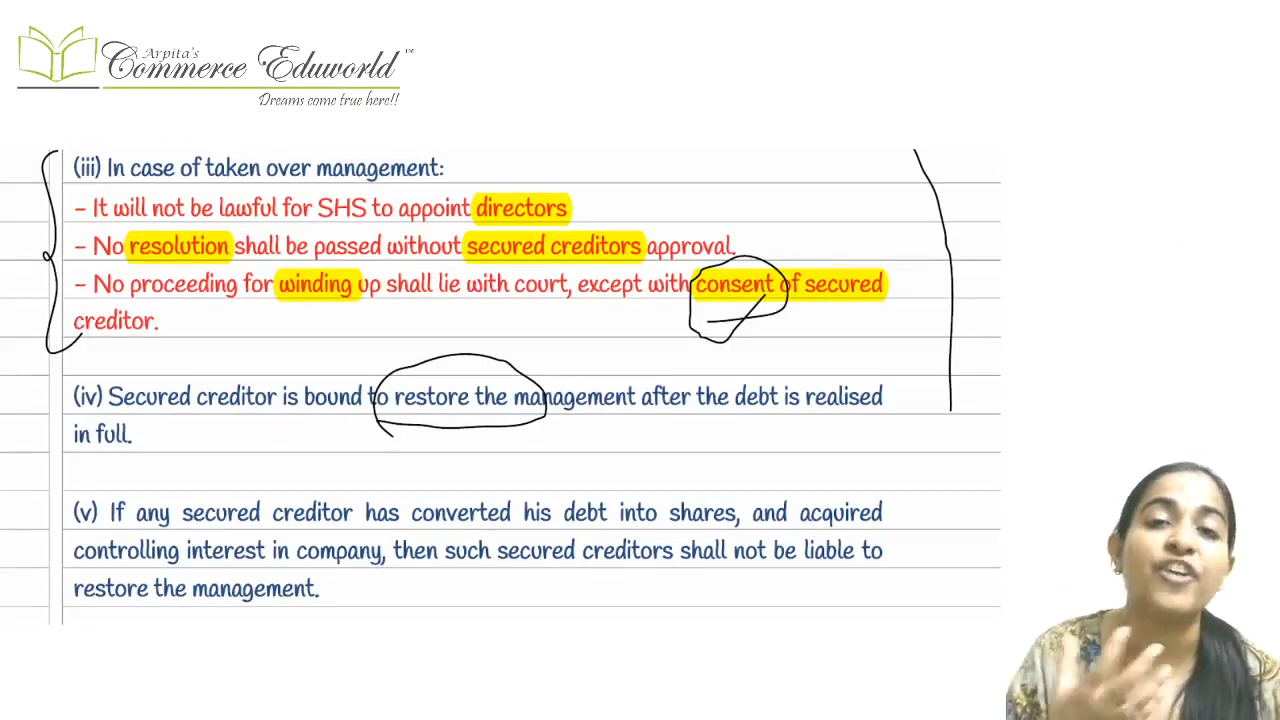 Arpita's
Commerce Eduworld™
Dreams come true here!!
(iii) In case of taken over management:
- It will not be lawful for SHS to appoint directors
- No resolution shall be passed without secured creditors approval.
- No proceeding for winding up shall lie with court, except with consent of secured
creditor.
(iv) Secured creditor is bound to restore the management after the debt is realised
in full.
(v) If any secured creditor has converted his debt into shares, and acquired
controlling interest in company, then such secured creditors shall not be liable to
restore the management.